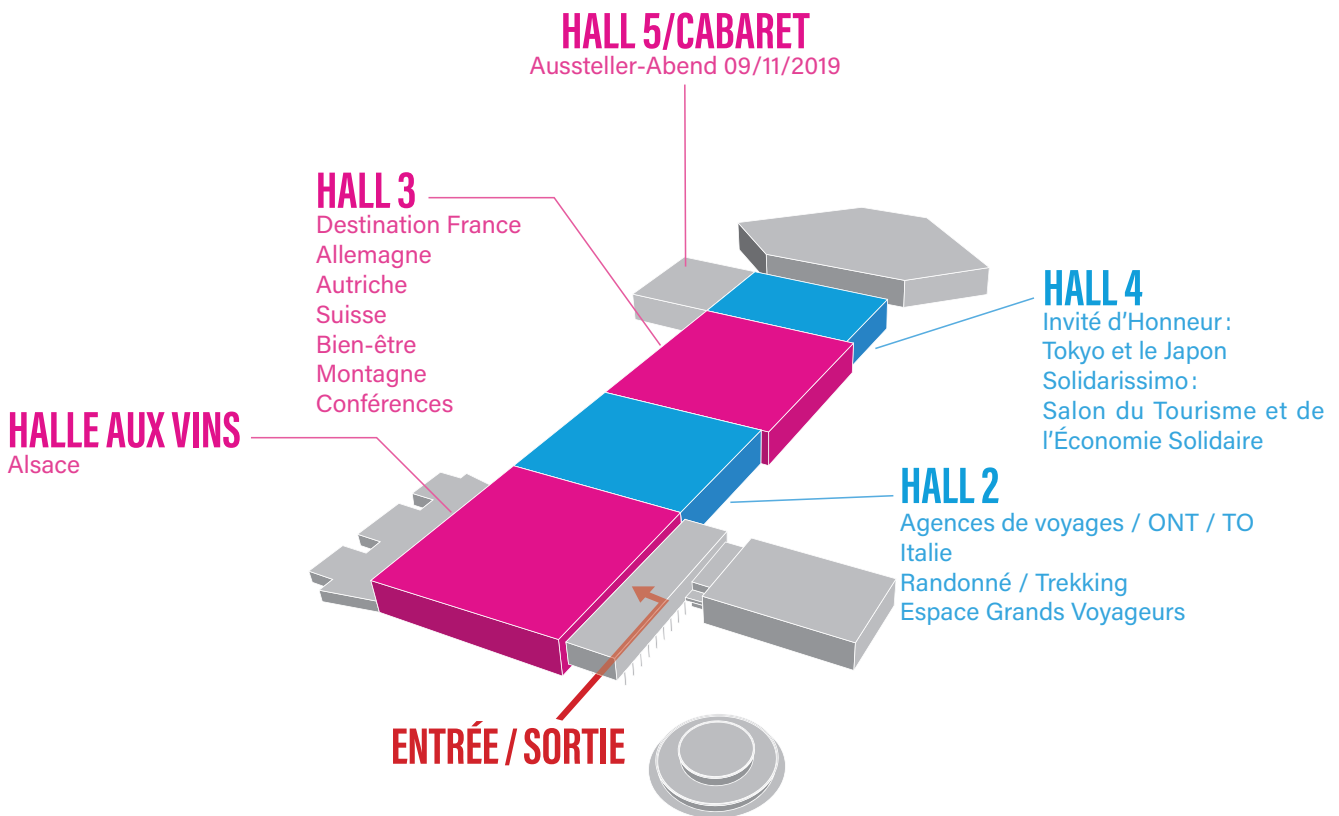 HALL 5/CABARET
Aussteller-Abend 09/11/2019
HALL 3
Destination France
Allemagne
Autriche
Suisse
Bien-être
Montagne
Conférences
HALL 4
Invité d'Honneur :
Tokyo et le Japon
Solidarissimo :
Salon du Tourisme et de
l'Économie Solidaire
HALLE AUX VINS
Alsace
HALL 2
Agences de voyages / ONT / TO
Italie
Randonné / Trekking
Espace Grands Voyageurs
ENTRÉE / SORTIE